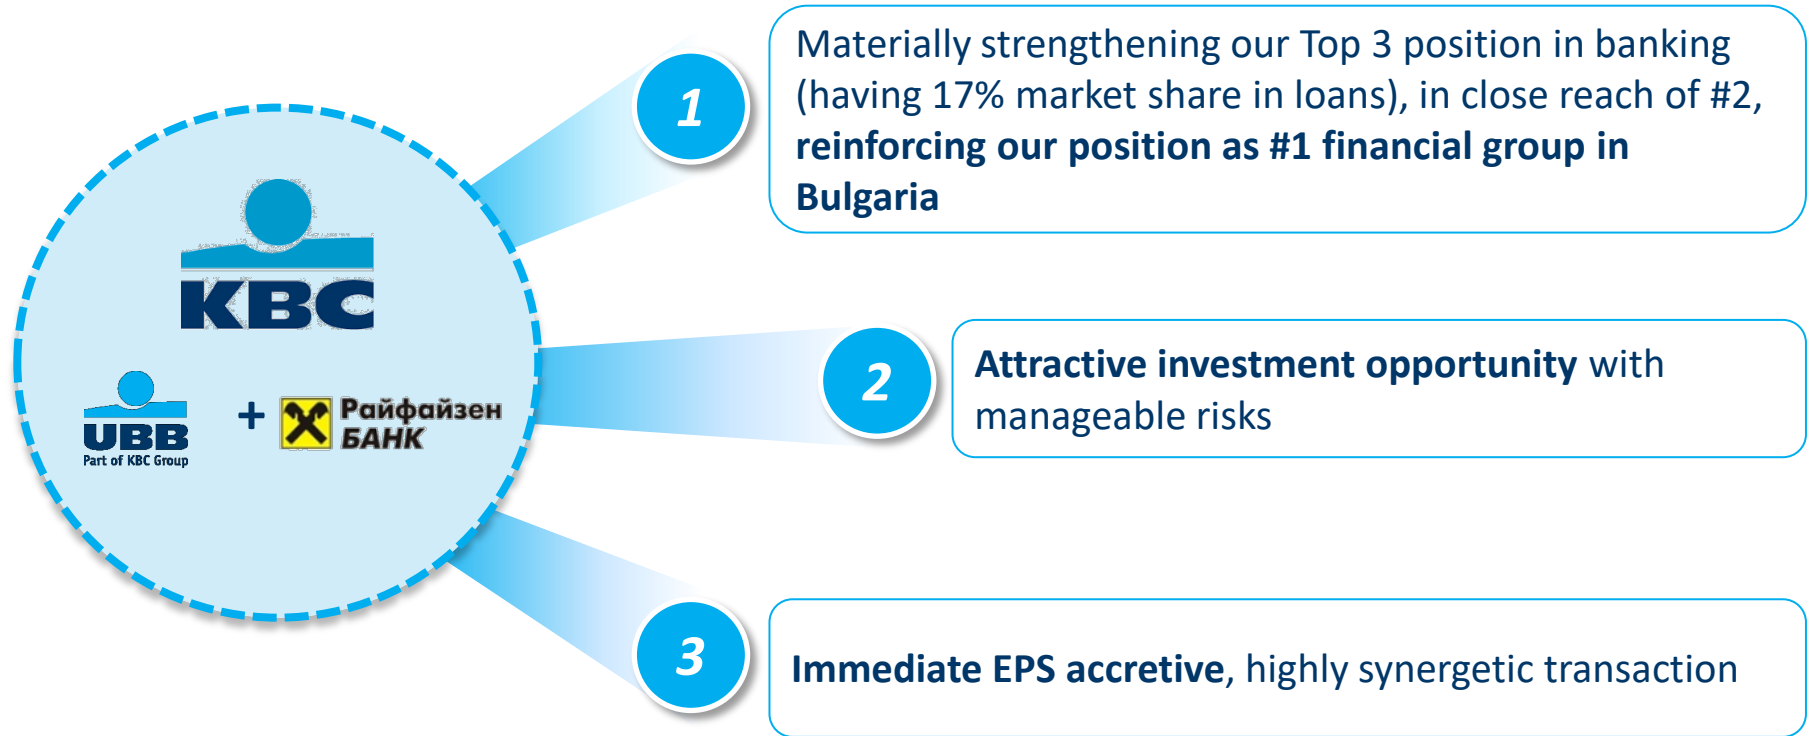 KBC
UBB
Part of KBC Group
+
Райфайзен
БАНК
1
Materially strengthening our Top 3 position in banking
(having 17% market share in loans), in close reach of #2,
reinforcing our position as #1 financial group in
Bulgaria
2
Attractive investment opportunity with
manageable risks
3
Immediate EPS accretive, highly synergetic transaction